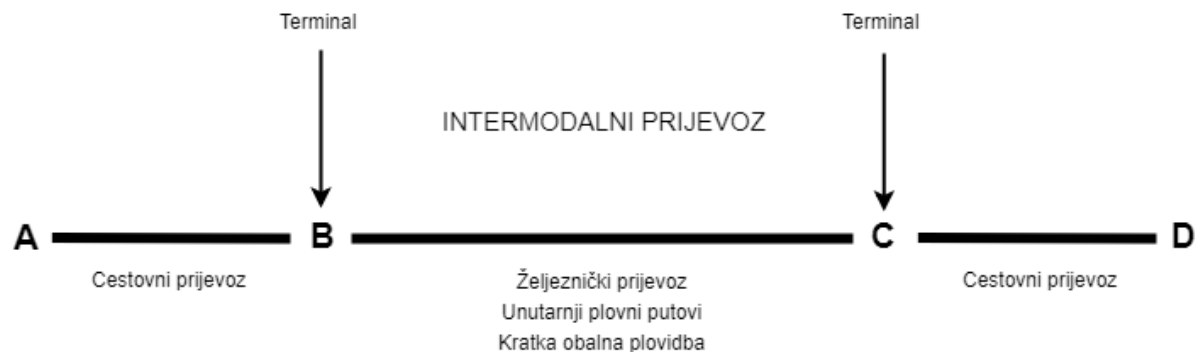 Terminal
Terminal
INTERMODALNI PRIJEVOZ
A
B
C
D
Cestovni prijevoz
Željeznički prijevoz
Cestovni prijevoz
Unutarnji plovni putovi
Kratka obalna plovidba